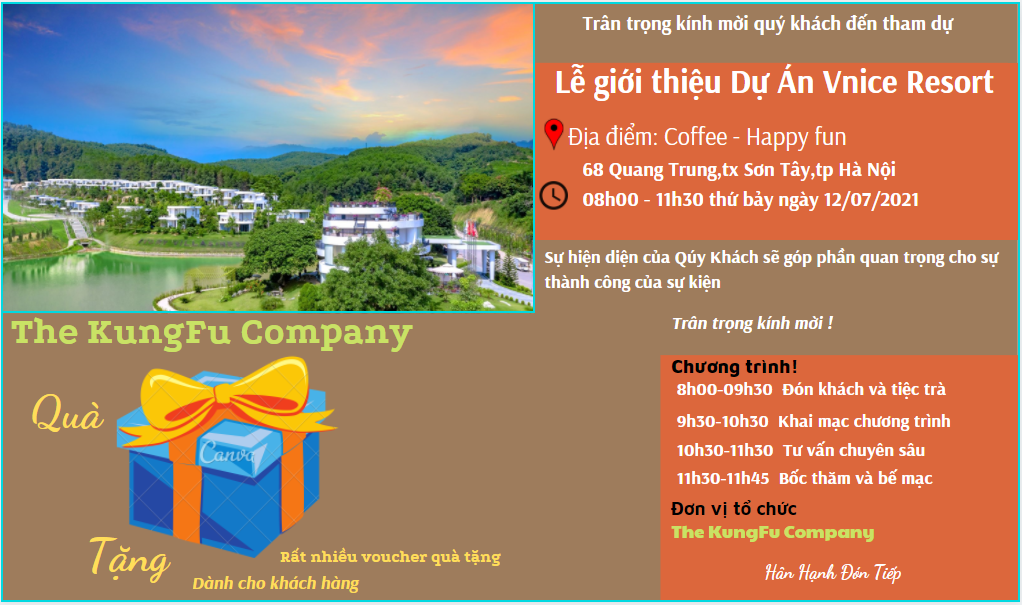 Trân trọng kính mời quý khách đến tham dự
Lễ giới thiệu Dự Án Vnice Resort
Địa điểm: Coffee - Happy fun
68 Quang Trung,tx Sơn Tây,tp Hà Nội
08h00 - 11h30 thứ bảy ngày 12/07/2021
Sự hiện diện của Qúy Khách sẽ góp phần quan trọng cho sự
thành công của sự kiện
Trân trọng kính mời !
The KungFu Company
Quà
Canva
Tặng
Rất nhiều voucher quà tặng
Dành cho khách hàng
Chương trình!
8h00-09h30 Đón khách và tiệc trà
9h30-10h30 Khai mạc chương trình
10h30-11h30 Tư vấn chuyên sâu
11h30-11h45 Bốc thăm và bế mạc
Đơn vị tổ chức
The KungFu Company
Hân Hạnh Đón Tiếp